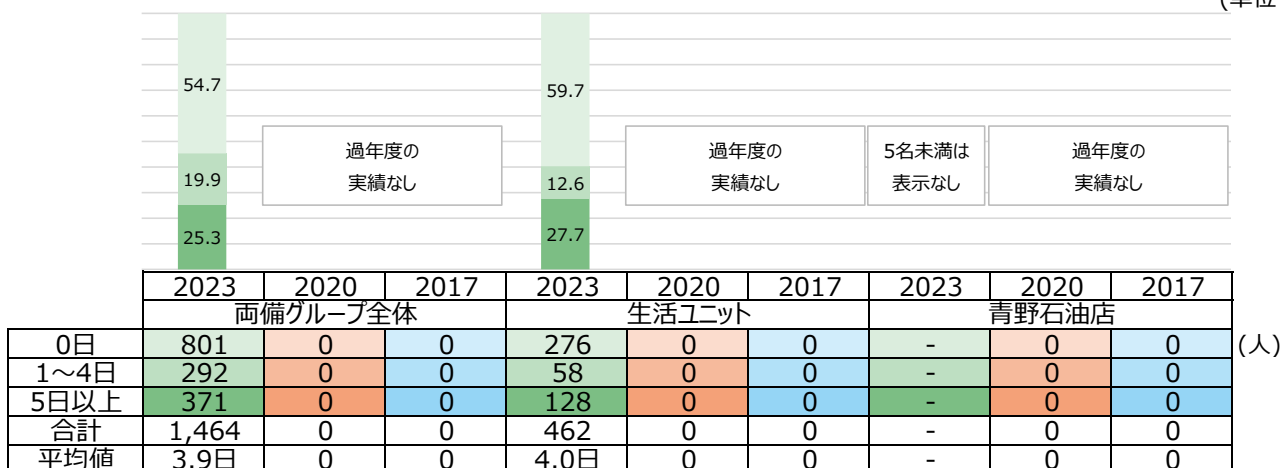 (単位
54.7
59.7
過年度の
実績なし
過年度の
実績なし
5名未満は
表示なし
過年度の
実績なし
19.9
12.6
25.3
27.7
2023 2020 2017 2023 2020 2017 2023 2020 2017
両備グループ全体 生活ユニット 青野石油店
0日 801 0 0 276 0 0 - 0 0 (人)
1～4日 292 0 0 58 0 0 - 0 0
5日以上 371 0 0 128 0 0 - 0 0
合計 1,464 0 0 462 0 0 - 0 0
平均値 3.9日 0 0 4.0日 0 0 - 0 0